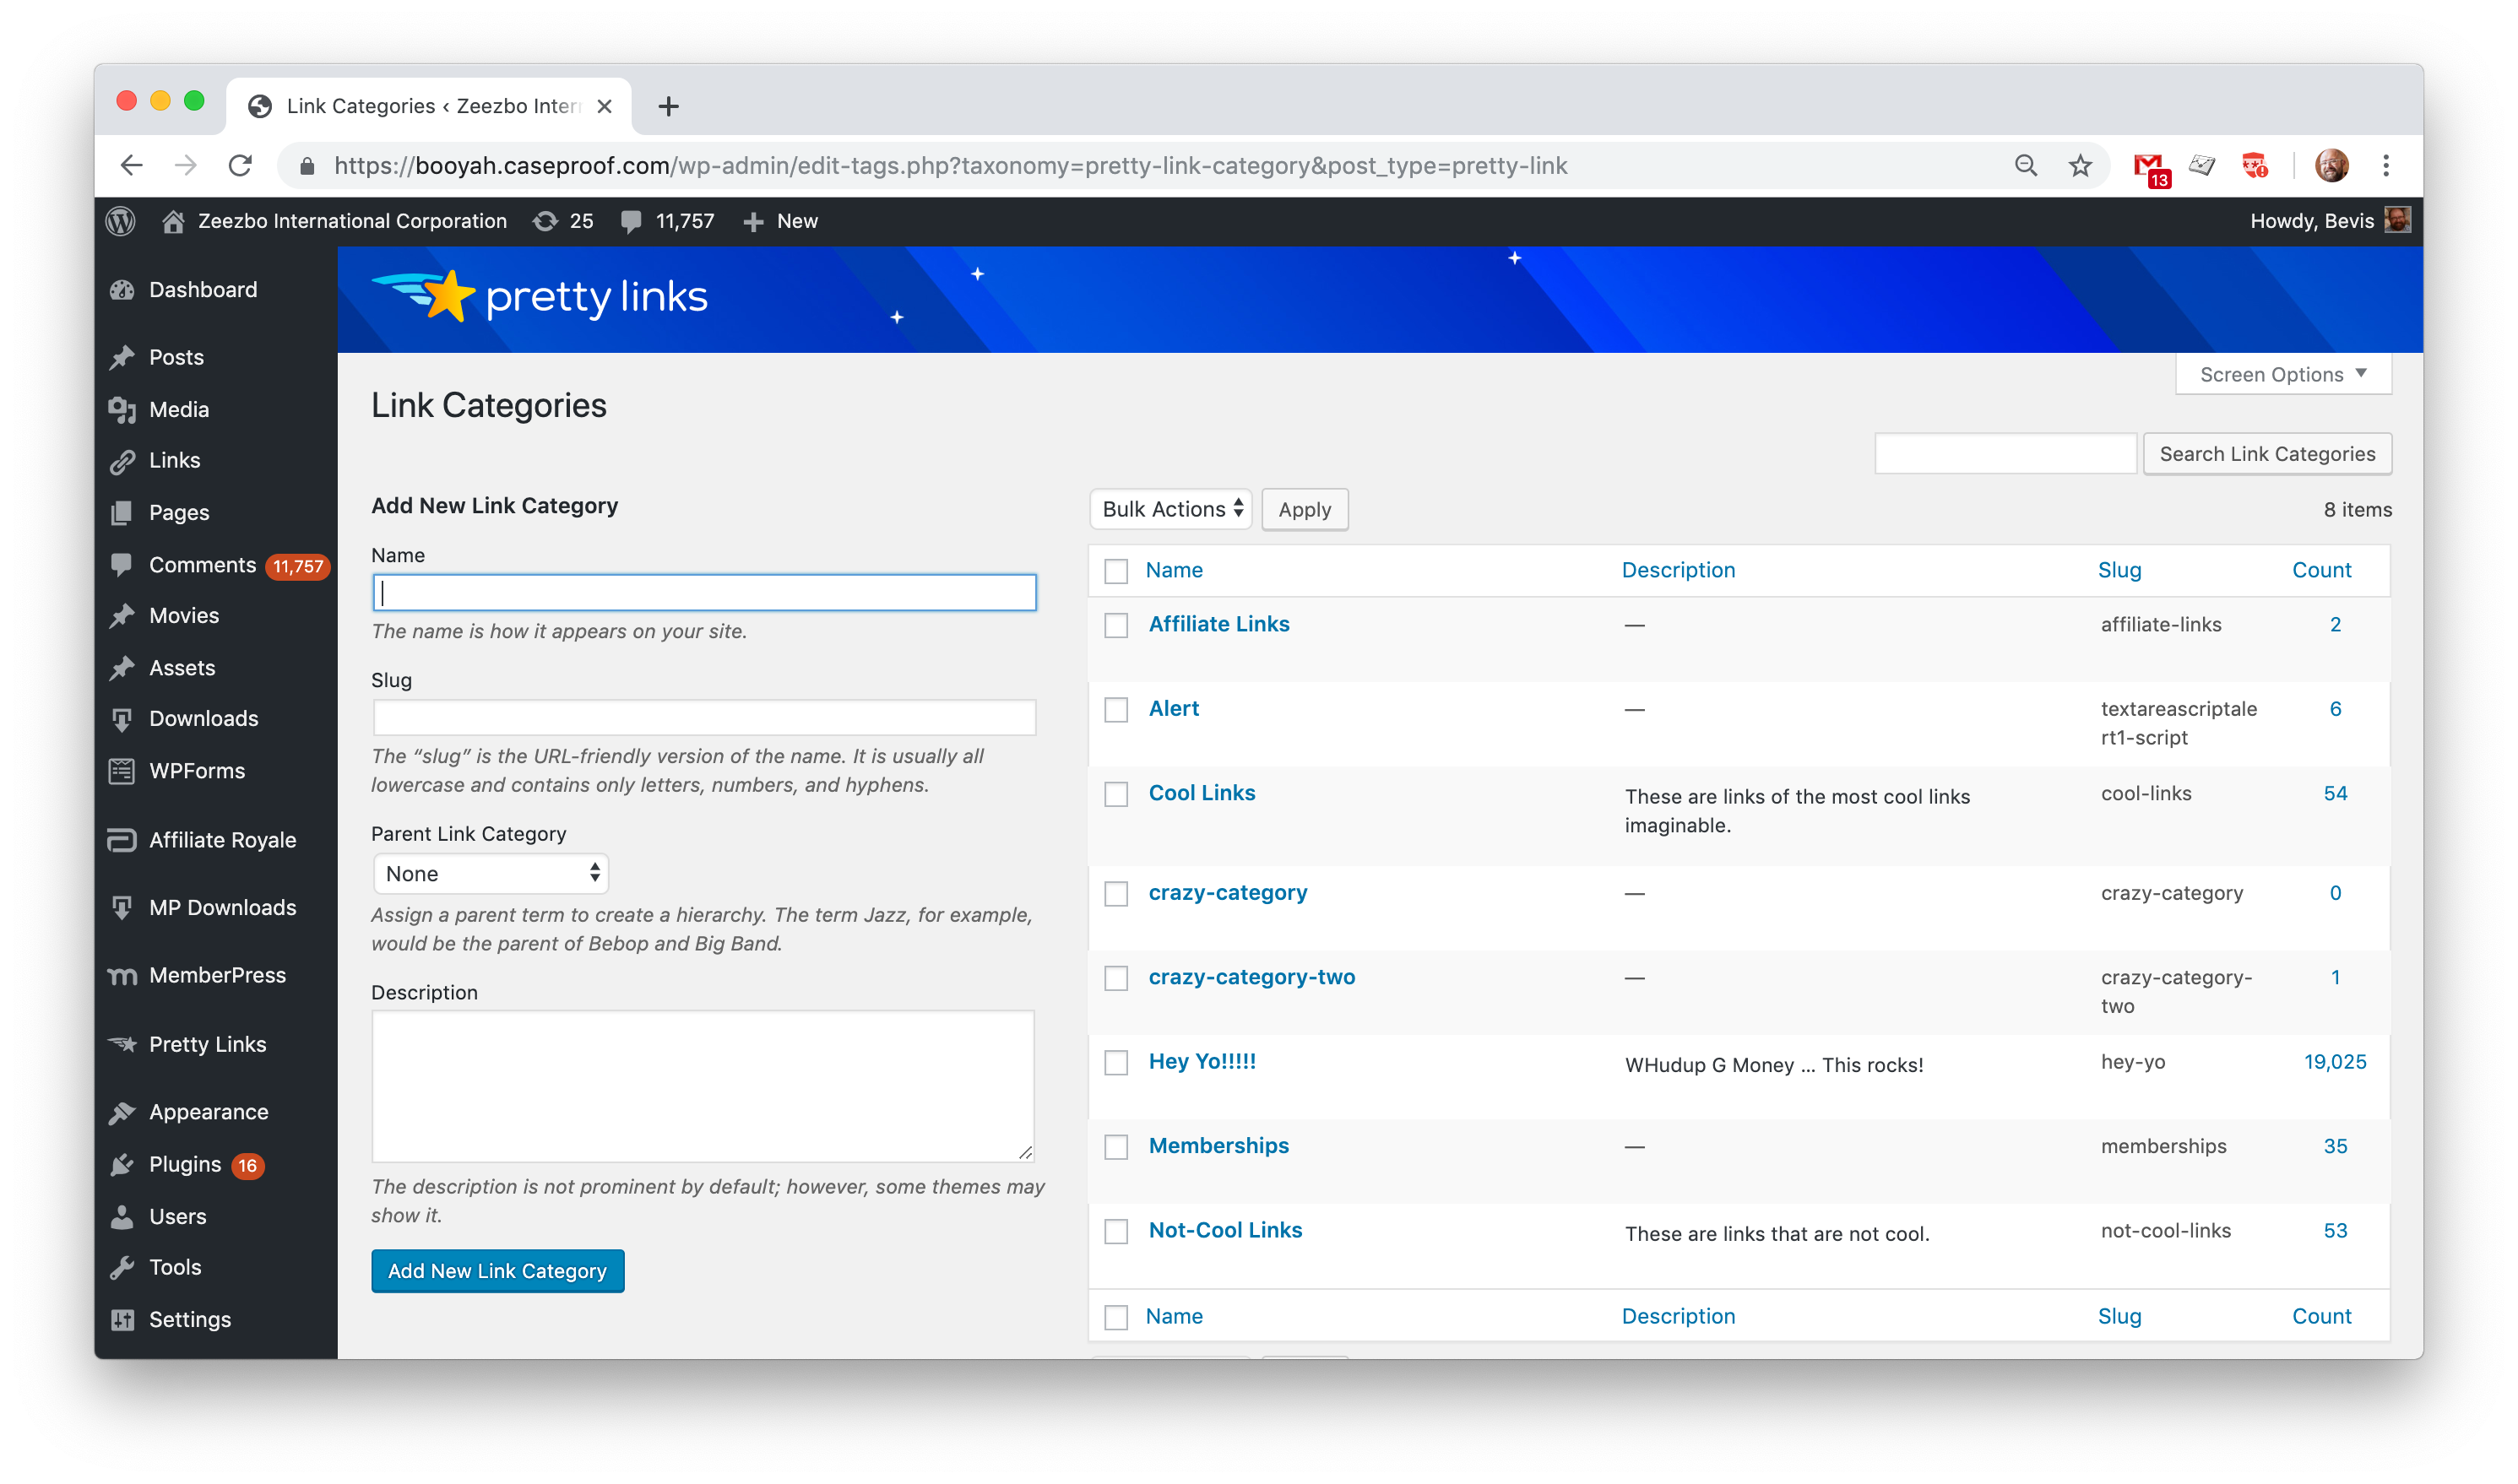 Link Categories ‹ Zeezbo Inter
https://booyah.caseproof.com/wp-admin/edit-tags.php?taxonomy=pretty-link-category&post_type=pretty-link
13
Zeezbo International Corporation 25 11,757 New
Howdy, Bevis
Dashboard
Posts
Media
Links
Pages
Comments 11,757
Movies
Assets
Downloads
WPForms
Affiliate Royale
MP Downloads
MemberPress
Pretty Links
Appearance
Plugins 16
Users
Tools
Settings
pretty links
Screen Options
Link Categories
Search Link Categories
Add New Link Category
Name
The name is how it appears on your site.
Slug
The “slug” is the URL-friendly version of the name. It is usually all
lowercase and contains only letters, numbers, and hyphens.
Parent Link Category
None
Assign a parent term to create a hierarchy. The term Jazz, for example,
would be the parent of Bebop and Big Band.
Description
The description is not prominent by default; however, some themes may
show it.
Add New Link Category
Bulk Actions Apply
8 items
Name Description Slug Count
Affiliate Links — affiliate-links 2
Alert — textareascriptale 6
rt1-script
Cool Links These are links of the most cool links cool-links 54
imaginable.
crazy-category — crazy-category 0
crazy-category-two — crazy-category- 1
two
Hey Yo!!!!! WHudup G Money ... This rocks! hey-yo 19,025
Memberships — memberships 35
Not-Cool Links These are links that are not cool. not-cool-links 53
Name Description Slug Count